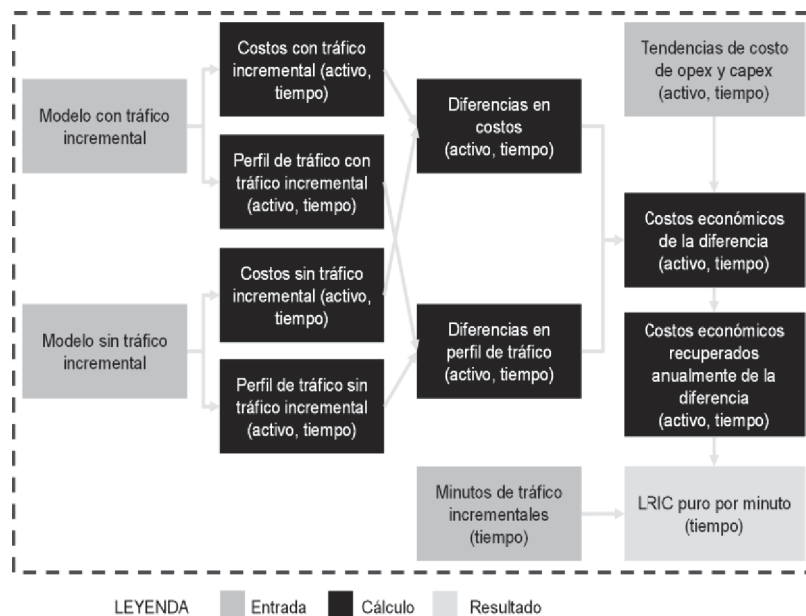 Modelo con tráfico
incremental
Costos con tráfico
incremental (activo,
tiempo)
Perfil de tráfico con
tráfico incremental
(activo, tiempo)
Modelo sin tráfico
incremental
Costos sin tráfico
incremental (activo,
tiempo)
Perfil de tráfico sin
tráfico incremental
(activo, tiempo)
Diferencias en
costos
(activo, tiempo)
Diferencias en
perfil de tráfico
(activo, tiempo)
Tendencias de costo
de opex y capex
(activo, tiempo)
Costos económicos
de la diferencia
(activo, tiempo)
Costos económicos
recuperados
anualmente de la
diferencia
(activo, tiempo)
Minutos de tráfico
incrementales
(tiempo)
LRIC puro por minuto
(tiempo)
LEYENDA
Entrada
Cálculo
Resultado